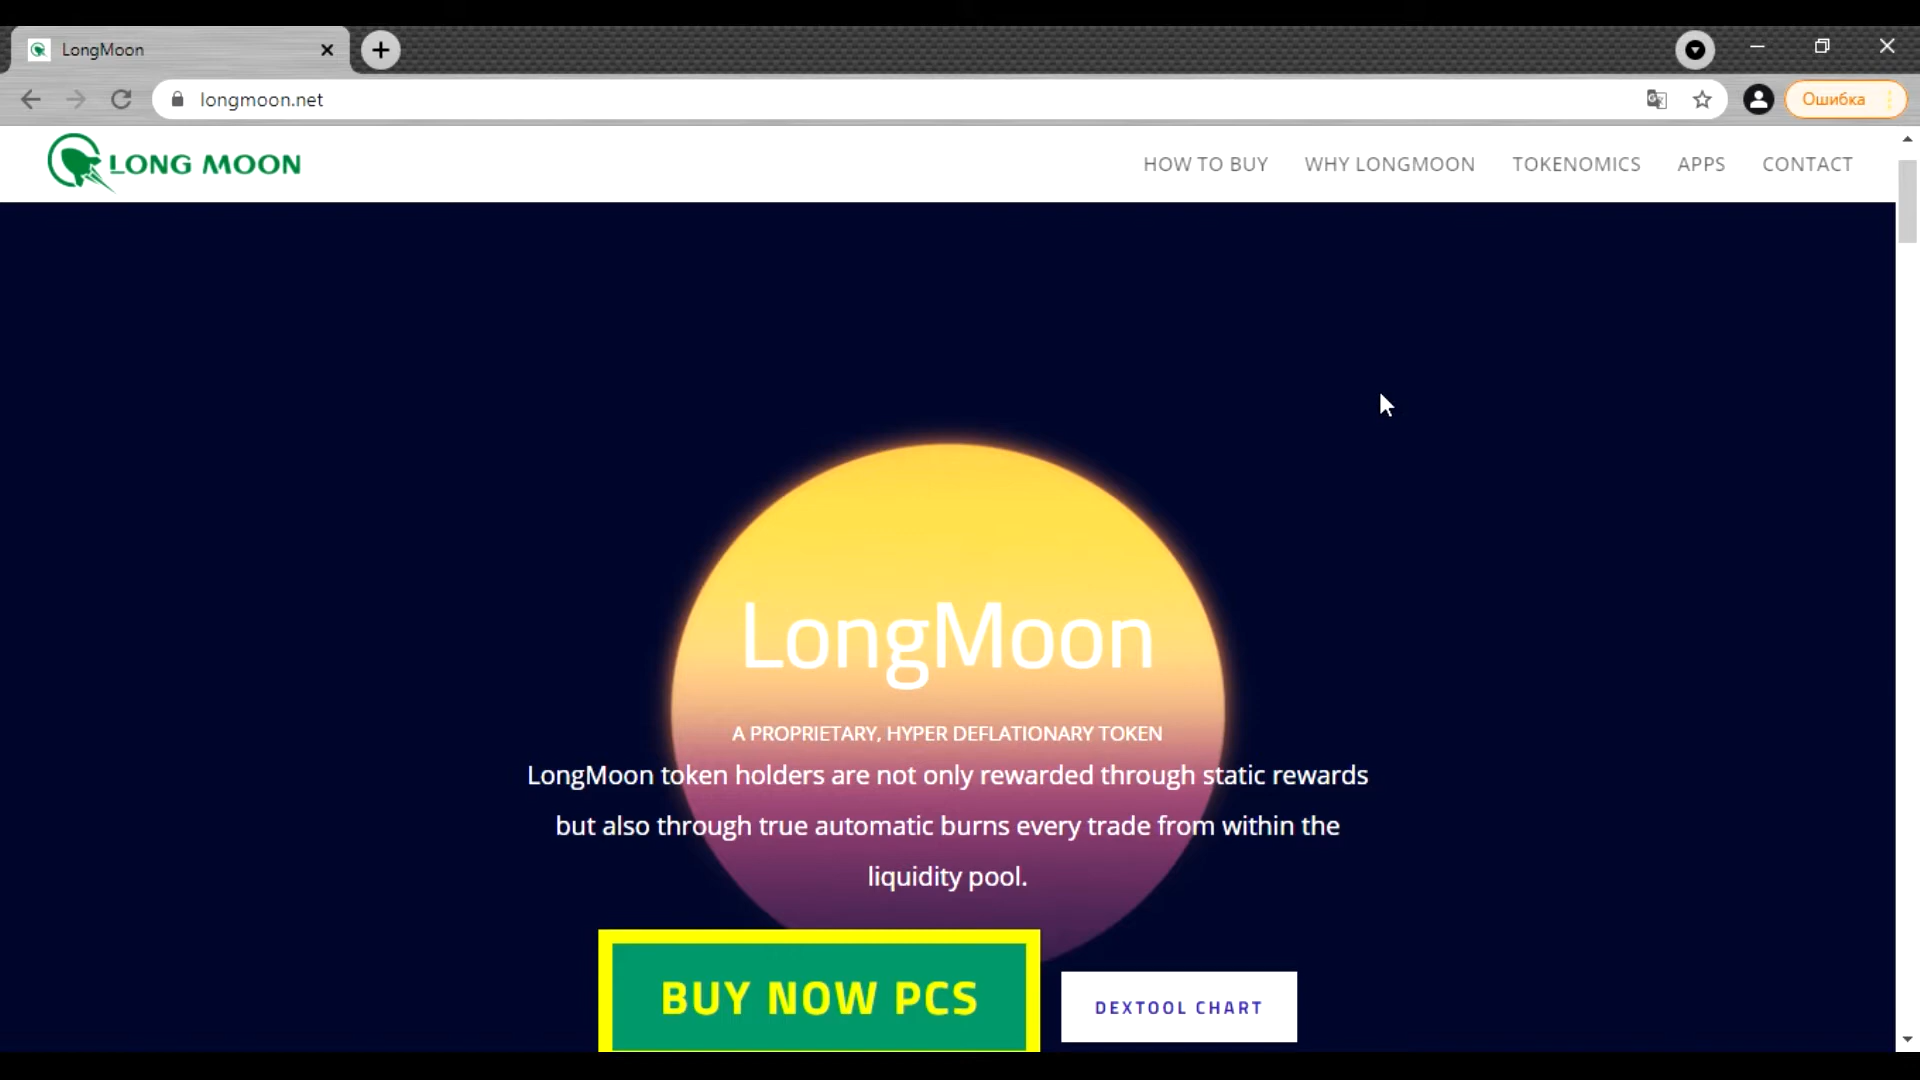 LongMoon
longmoon.net
Ошибка
LONG MOON
HOW TO BUY WHY LONGMOON TOKENOMICS APPS CONTACT
LongMoon
A PROPRIETARY, HYPER DEFLATIONARY TOKEN
LongMoon token holders are not only rewarded through static rewards
but also through true automatic burns every trade from within the
liquidity pool.
BUY NOW PCS
DEXTOOL CHART